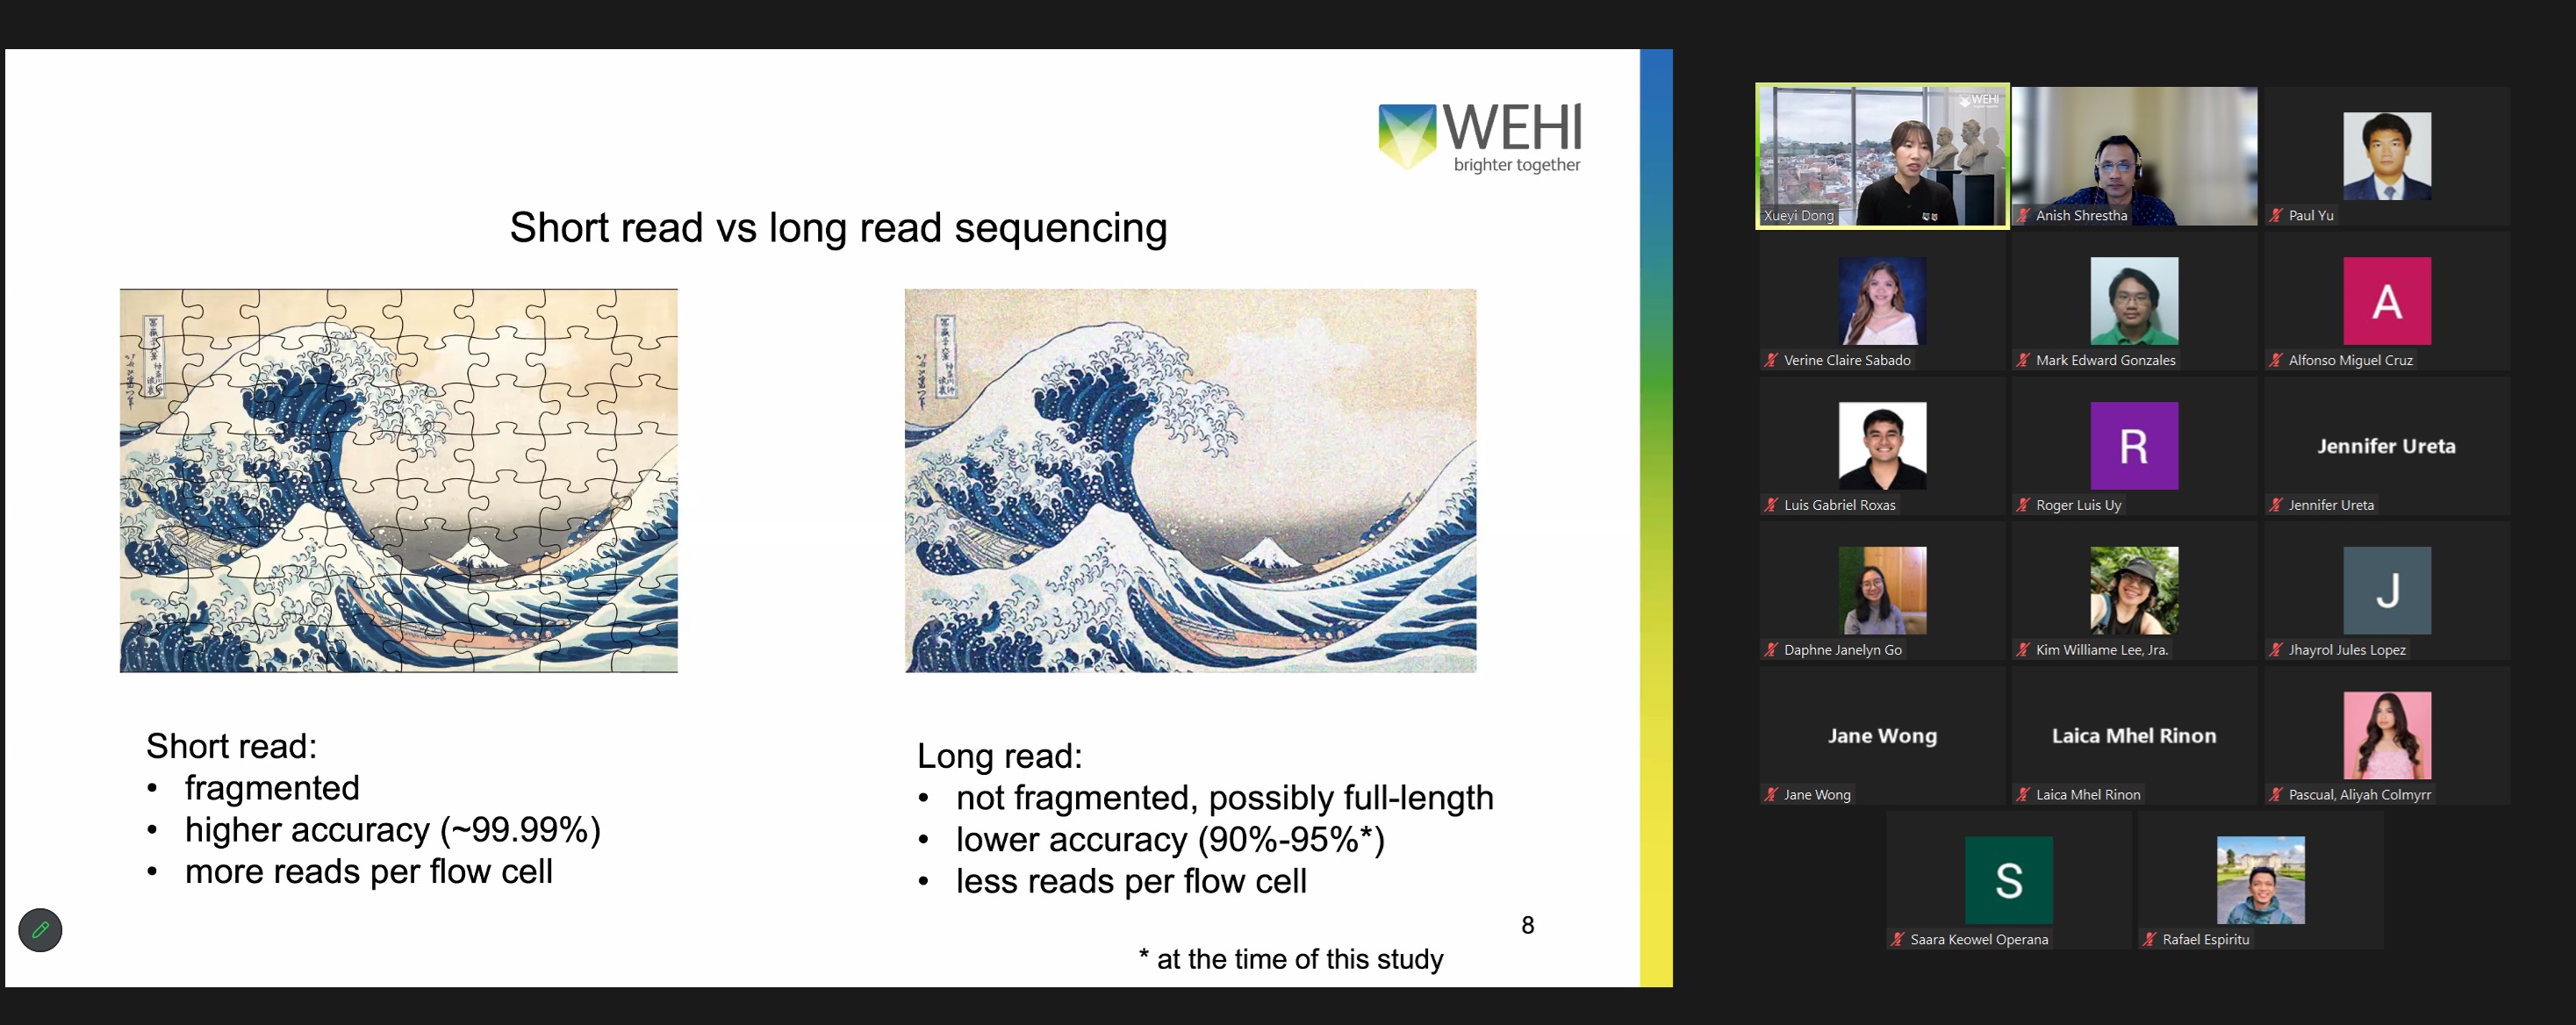 WEHI
brighter together
Short read vs long read sequencing
Short read:
• fragmented
• higher accuracy (~99.99%)
• more reads per flow cell
Long read:
• not fragmented, possibly full-length
• lower accuracy (90%-95%*)
• less reads per flow cell
8
* at the time of this study
WEHI
Xueyi Dong
Anish Shrestha
Paul Yu
Verine Claire Sabado
Mark Edward Gonzales
A
Alfonso Miguel Cruz
Luis Gabriel Roxas
R
Roger Luis Uy
Jennifer Ureta
Jennifer Ureta
Daphne Janelyn Go
Kim Williame Lee, Jra.
J
Jhayrol Jules Lopez
Jane Wong
Jane Wong
Laica Mhel Rinon
Laica Mhel Rinon
Pascual, Aliyah Colmyrr
S
Saara Keowel Operana
Rafael Espiritu